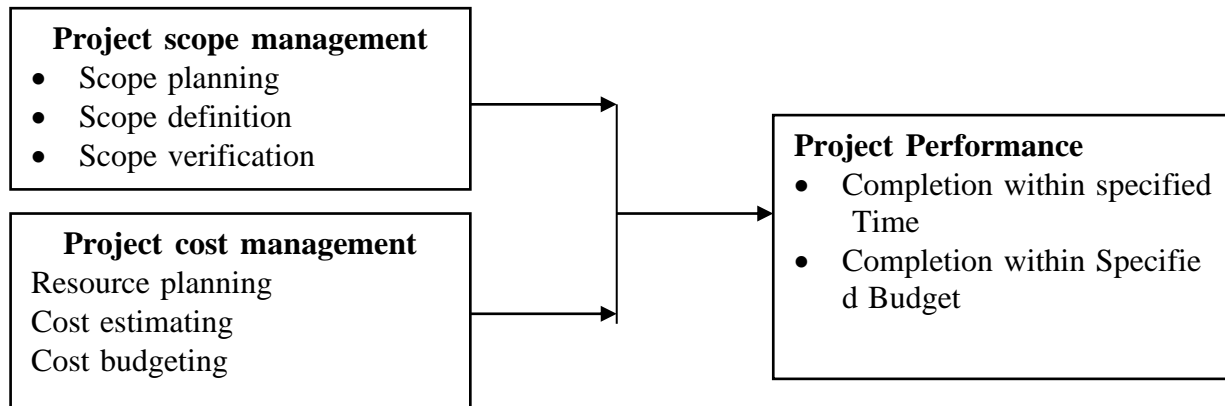 Project scope management
• Scope planning
• Scope definition
• Scope verification
Project cost management
Resource planning
Cost estimating
Cost budgeting
Project Performance
• Completion within specified
Time
• Completion within Specifie
d Budget